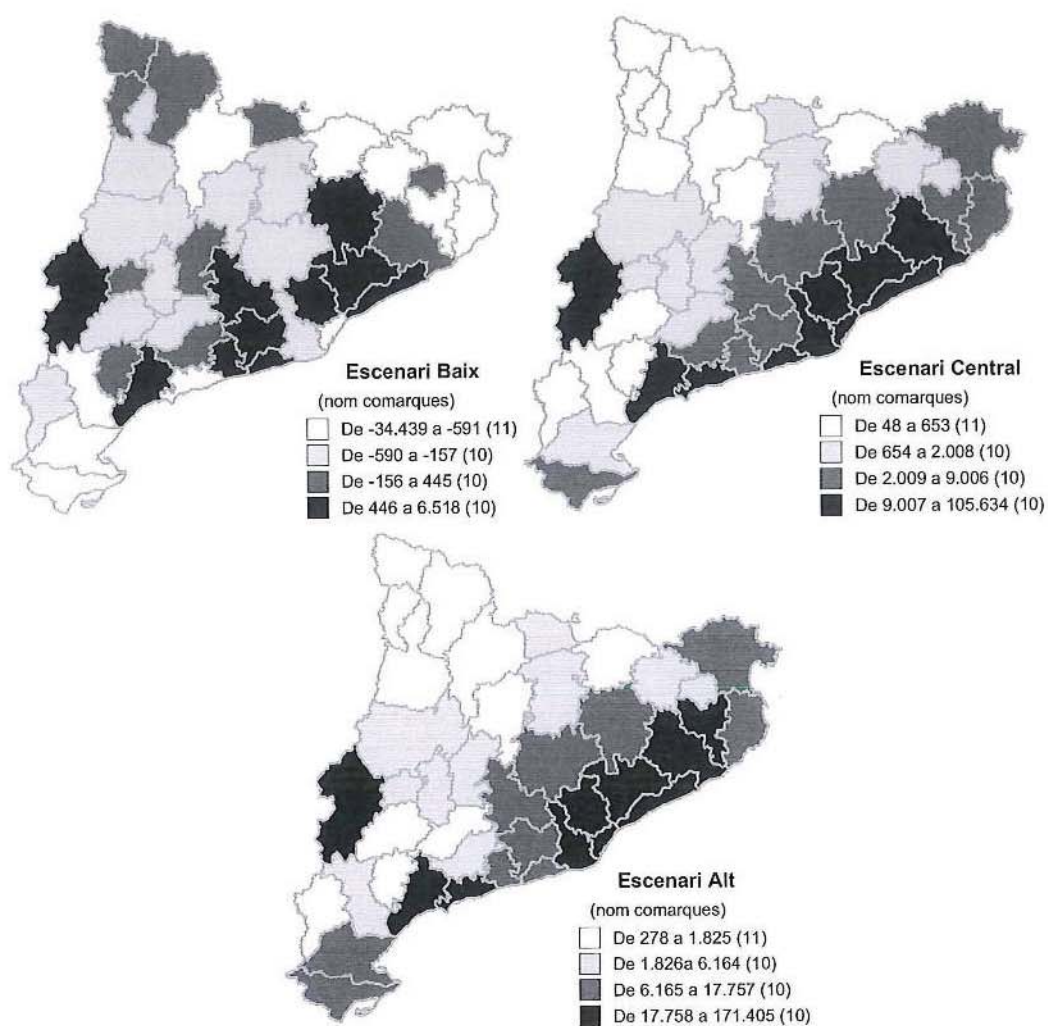 Escenari Baix
(nom comarques)
De -34.439 a -591 (11)
De -590 a -157 (10)
De -156 a 445 (10)
De 446 a 6.518 (10)
Escenari Central
(nom comarques)
De 48 a 653 (11)
De 654 a 2.008 (10)
De 2.009 a 9.006 (10)
De 9.007 a 105.634 (10)
Escenari Alt
(nom comarques)
De 278 a 1.825 (11)
De 1.826a 6.164 (10)
De 6.165 a 17.757 (10)
De 17.758 a 171.405 (10)